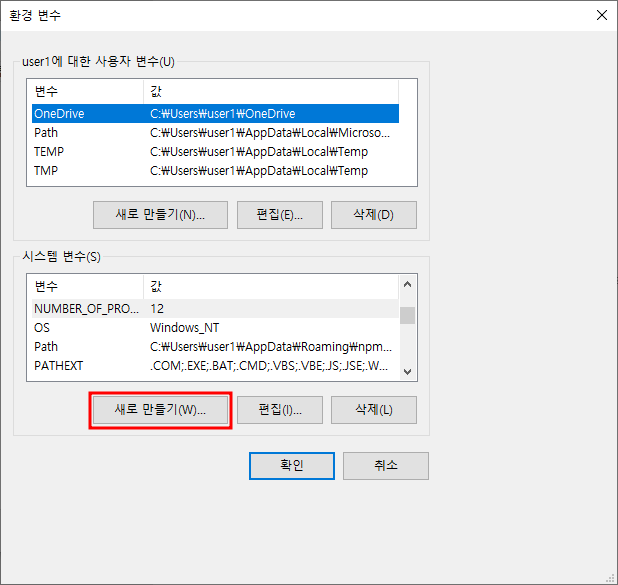 환경 변수
user1에 대한 사용자 변수(U)
변수 값
OneDrive C:₩Users₩user1₩OneDrive
Path C:₩Users₩user1₩AppData₩Local₩Microso...
TEMP C:₩Users₩user1₩AppData₩Local₩Temp
TMP C:₩Users₩user1₩AppData₩Local₩Temp
새로 만들기(N)... 편집(E)... 삭제(D)
시스템 변수(S)
변수 값
NUMBER_OF_PRO... 12
OS Windows_NT
Path C:₩Users₩user1₩AppData₩Roaming₩npm...
PATHEXT .COM;.EXE;.BAT;.CMD;.VBS;.VBE;.JS;.JSE;.W...
새로 만들기(W)... 편집(I)... 삭제(L)
확인 취소